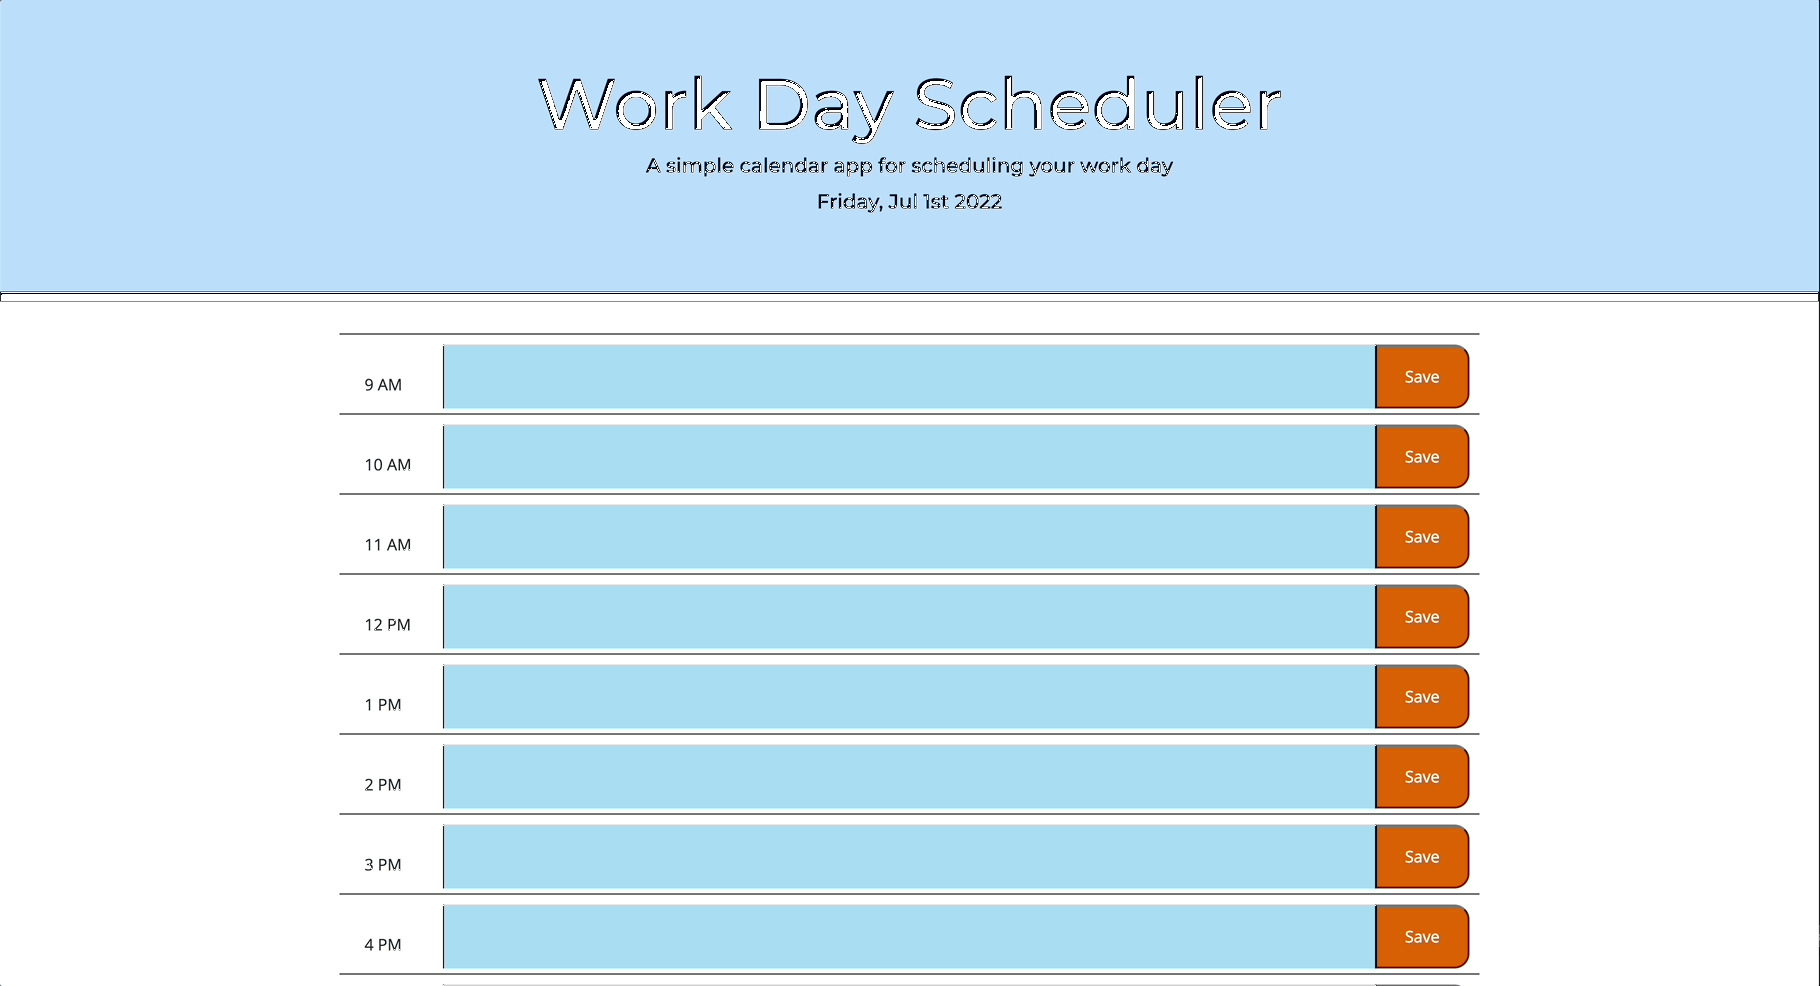 Work Day Scheduler
A simple calendar app for scheduling your work day
Friday, Jul 1st 2022
9 AM Save
10 AM Save
11 AM Save
12 PM Save
1 PM Save
2 PM Save
3 PM Save
4 PM Save